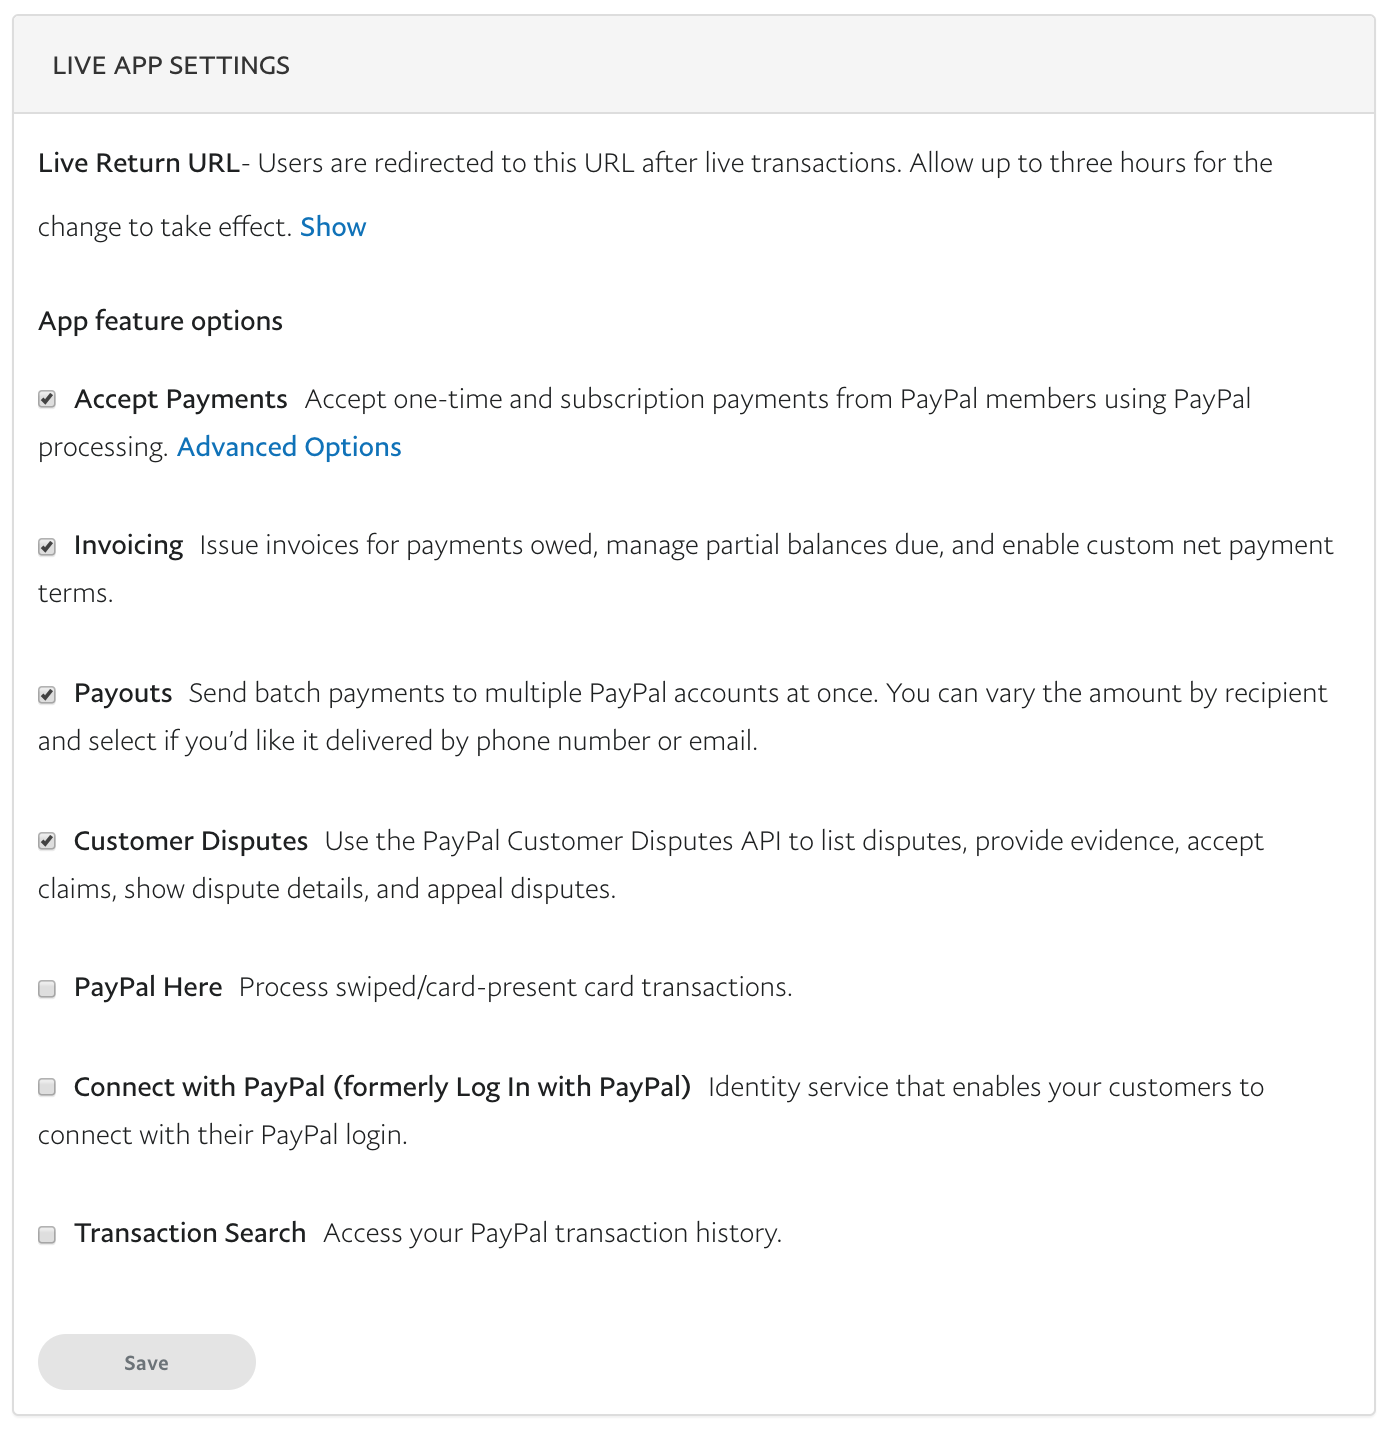 LIVE APP SETTINGS
Live Return URL- Users are redirected to this URL after live transactions. Allow up to three hours for the
change to take effect. Show
App feature options
Accept Payments Accept one-time and subscription payments from PayPal members using PayPal
processing. Advanced Options
Invoicing Issue invoices for payments owed, manage partial balances due, and enable custom net payment
terms.
Payouts Send batch payments to multiple PayPal accounts at once. You can vary the amount by recipient
and select if you’d like it delivered by phone number or email.
Customer Disputes Use the PayPal Customer Disputes API to list disputes, provide evidence, accept
claims, show dispute details, and appeal disputes.
PayPal Here Process swiped/card-present card transactions.
Connect with PayPal (formerly Log In with PayPal) Identity service that enables your customers to
connect with their PayPal login.
Transaction Search Access your PayPal transaction history.
Save